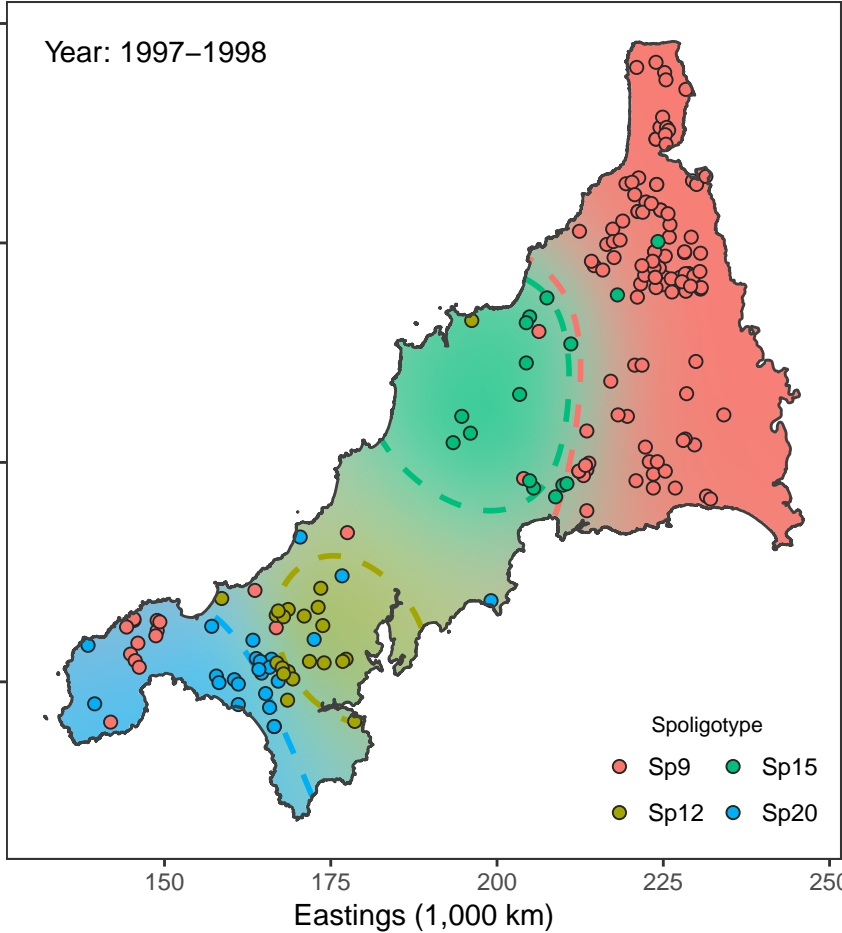 Year: 1997–1998
Spoligotype
Sp9 Sp15
Sp12 Sp20
150 175 200 225 250
Eastings (1,000 km)